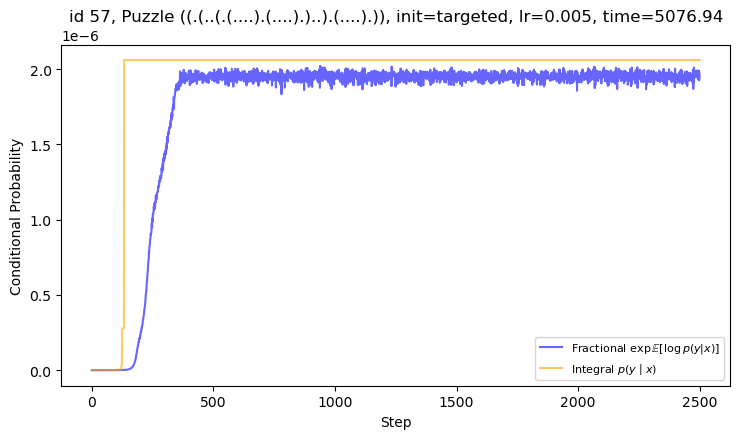 id 57, Puzzle ((.(..(.(....).(....).)..).(....).)), init=targeted, lr=0.005, time=5076.94
1e−6
2.0
1.5
1.0
0.5
0.0
Conditional Probability
0
500
1000
1500
2000
2500
Step
Fractional exp 𝔼[log p(y|x)]
Integral p(y | x)